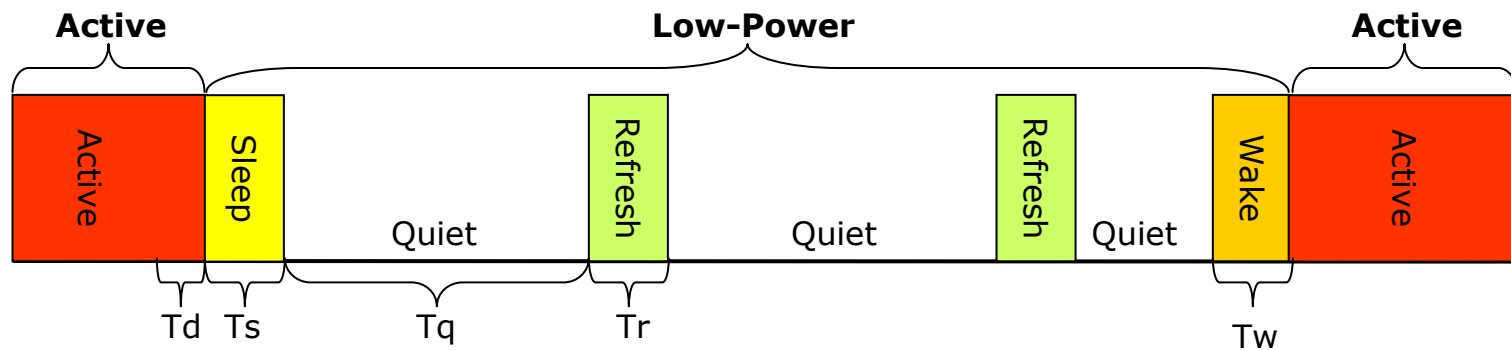 Active
Low-Power
Active
Active
Sleep
Quiet
Refresh
Quiet
Refresh
Quiet
Wake
Active
Td
Ts
Tq
Tr
Tw